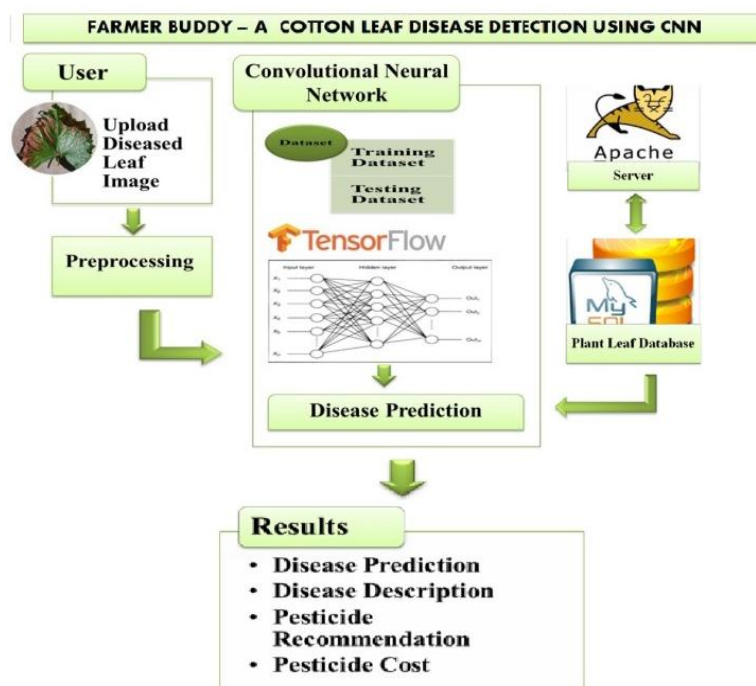 FARMER BUDDY – A COTTON LEAF DISEASE DETECTION USING CNN
User
Upload
Diseased
Leaf
Image
Preprocessing
Convolutional Neural
Network
Dataset
Training
Dataset
Testing
Dataset
TensorFlow
Input layer
Hidden layer
Output layer
Disease Prediction
Apache
Server
My
SQL
Plant Leaf Database
Results
• Disease Prediction
• Disease Description
• Pesticide
Recommendation
• Pesticide Cost